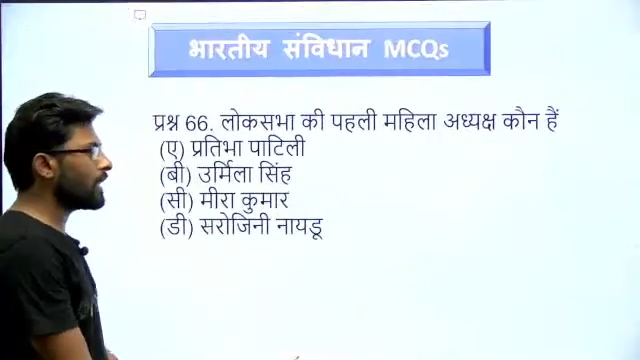 भारतीय संविधान MCQs
प्रश्न 66. लोकसभा की पहली महिला अध्यक्ष कौन हैं
(ए) प्रतिभा पाटिली
(बी) उर्मिला सिंह
(सी) मीरा कुमार
(डी) सरोजिनी नायडू